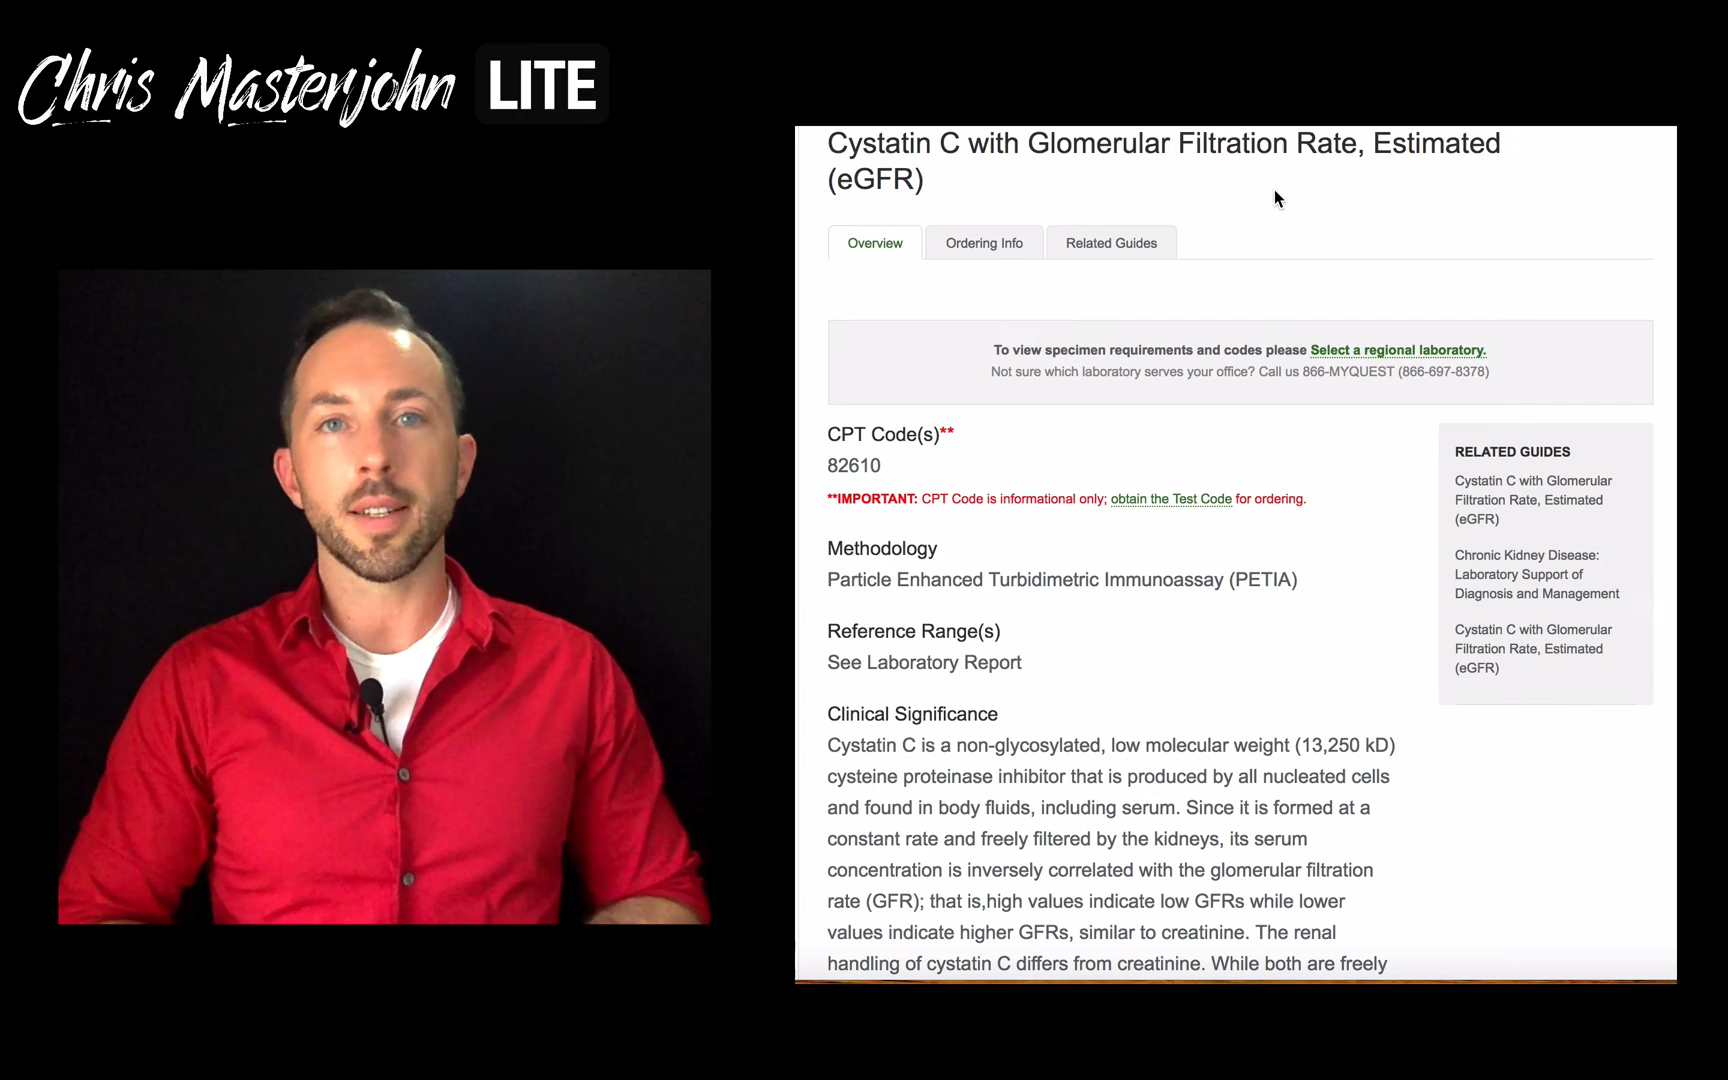 Chris Masterjohn LITE
Cystatin C with Glomerular Filtration Rate, Estimated
(eGFR)
Overview
Ordering Info
Related Guides
To view specimen requirements and codes please Select a regional laboratory.
Not sure which laboratory serves your office? Call us 866-MYQUEST (866-697-8378)
CPT Code(s)**
82610
**IMPORTANT: CPT Code is informational only; obtain the Test Code for ordering.
Methodology
Particle Enhanced Turbidimetric Immunoassay (PETIA)
Reference Range(s)
See Laboratory Report
Clinical Significance
Cystatin C is a non-glycosylated, low molecular weight (13,250 kD)
cysteine proteinase inhibitor that is produced by all nucleated cells
and found in body fluids, including serum. Since it is formed at a
constant rate and freely filtered by the kidneys, its serum
concentration is inversely correlated with the glomerular filtration
rate (GFR); that is,high values indicate low GFRs while lower
values indicate higher GFRs, similar to creatinine. The renal
handling of cystatin C differs from creatinine. While both are freely
RELATED GUIDES
Cystatin C with Glomerular
Filtration Rate, Estimated
(eGFR)
Chronic Kidney Disease:
Laboratory Support of
Diagnosis and Management
Cystatin C with Glomerular
Filtration Rate, Estimated
(eGFR)